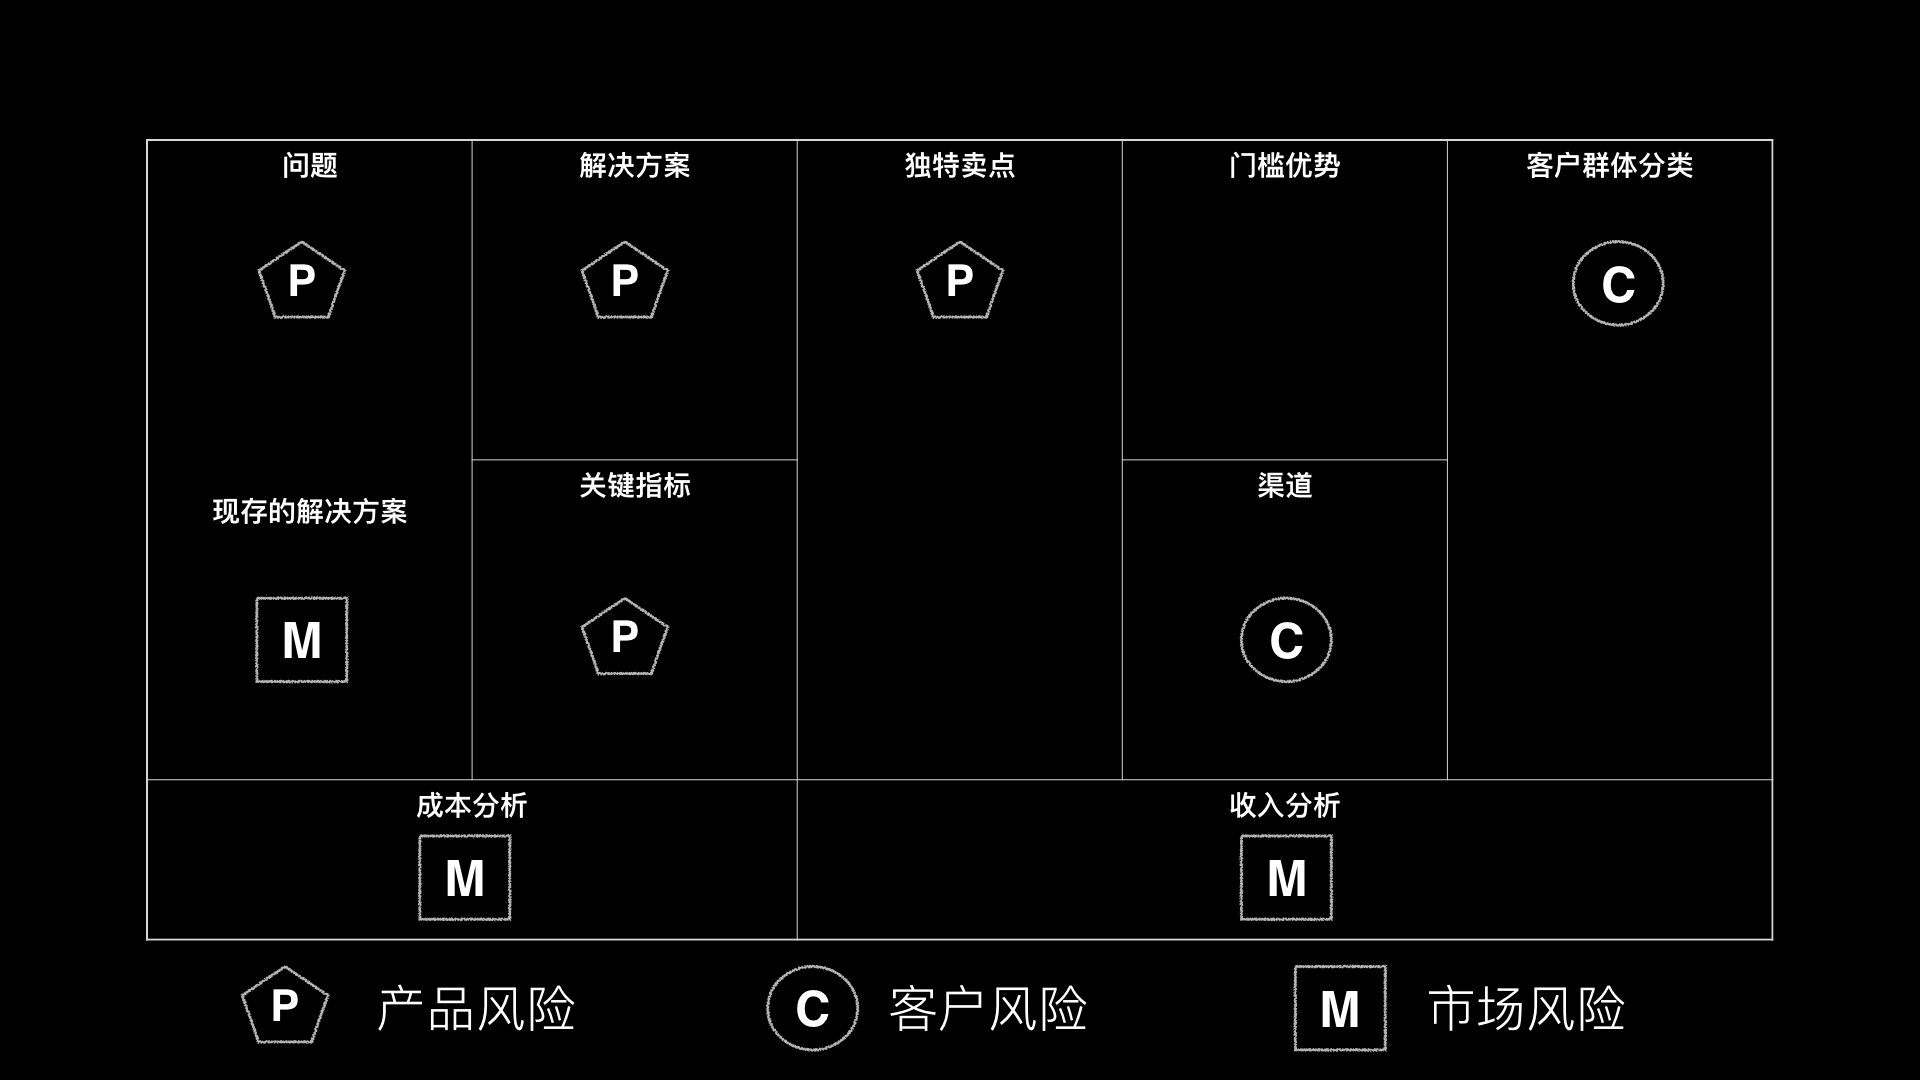 问题
解决方案
独特卖点
门槛优势
客户群体分类
P
P
P
C
关键指标
渠道
现存的解决方案
M
P
C
成本分析
收入分析
M
M
P 产品风险
C 客户风险
M 市场风险